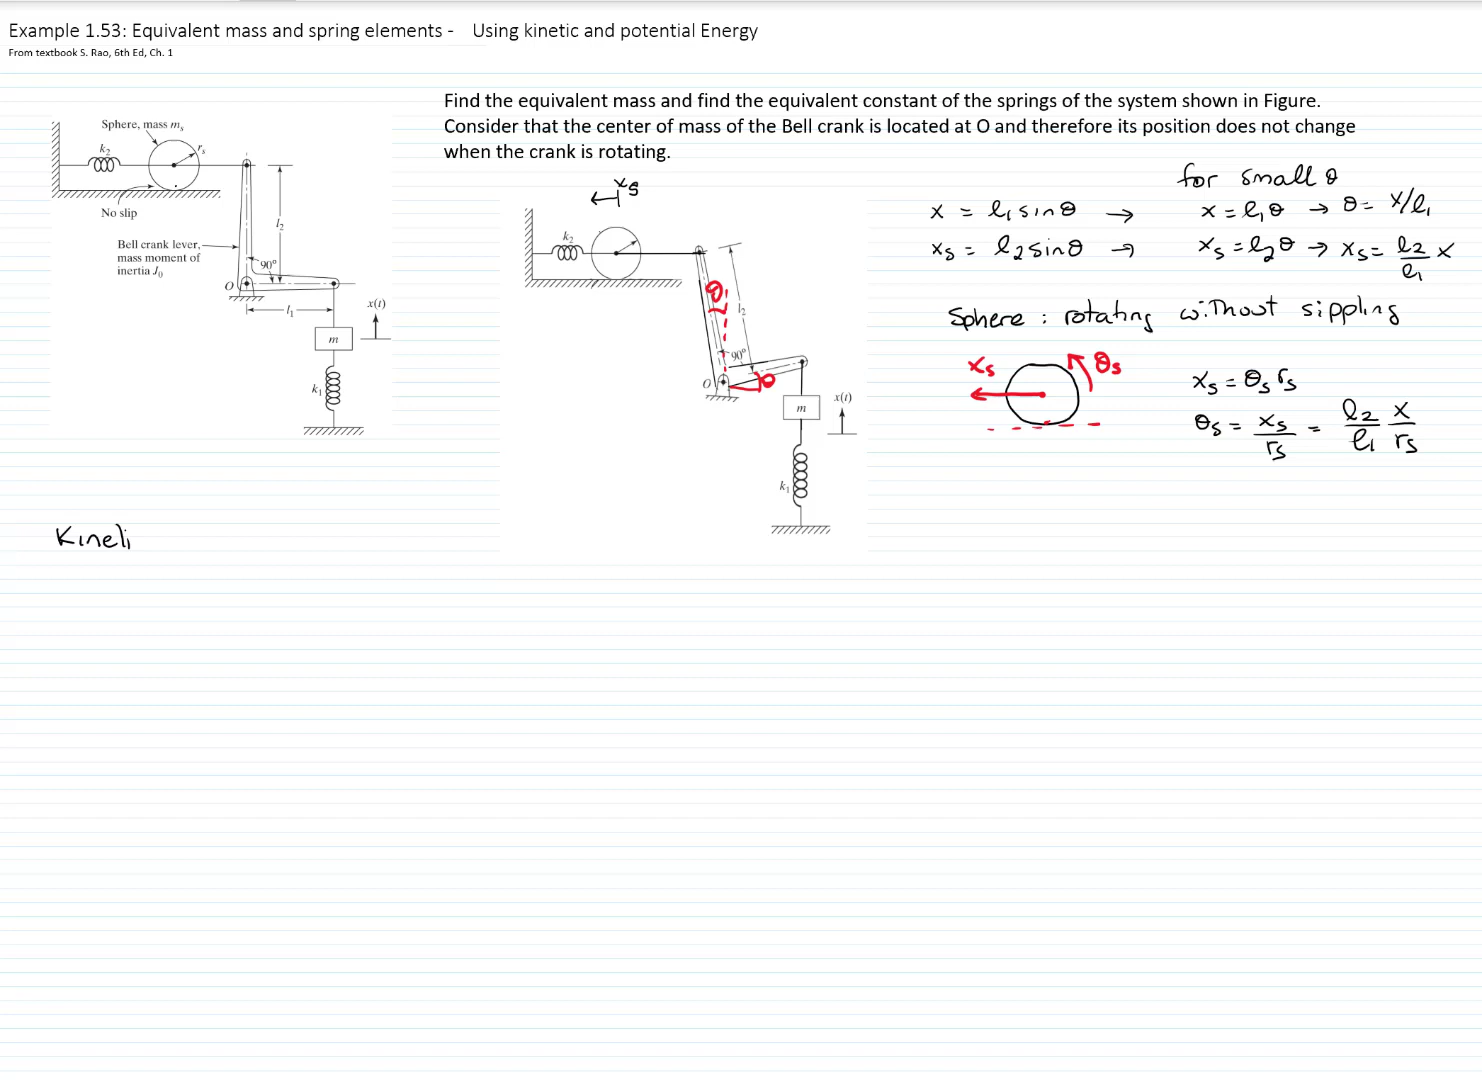 Example 1.53: Equivalent mass and spring elements - Using kinetic and potential Energy
From textbook S. Rao, 6th Ed, Ch. 1
Find the equivalent mass and find the equivalent constant of the springs of the system shown in Figure.
Consider that the center of mass of the Bell crank is located at O and therefore its position does not change
when the crank is rotating.
Sphere, mass mₛ
k₂
rₛ
No slip
l₂
Bell crank lever,
mass moment of
inertia J₀
90°
O
l₁
x(t)
m
k₁
xₛ
k₂
θ
l₂
90°
O
θ
x(t)
m
k₁
for small θ
x = l₁ sinθ → x = l₁θ → θ = x/l₁
xₛ = l₂ sinθ → xₛ = l₂θ → xₛ = l₂/l₁ x
Sphere : rotating without sippling
xₛ
θₛ
xₛ = θₛ rₛ
θₛ = xₛ/rₛ = l₂/l₁ x/rₛ
Kineti